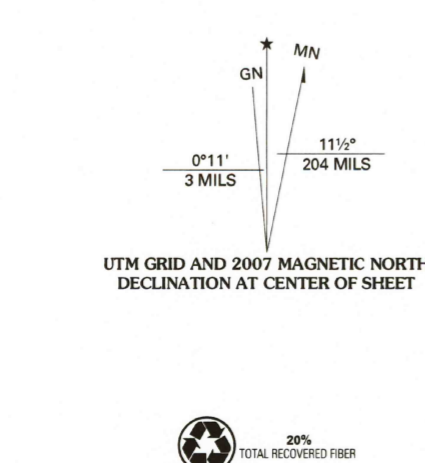 MN
GN
11½°
204 MILS
0°11'
3 MILS
UTM GRID AND 2007 MAGNETIC NORTH
DECLINATION AT CENTER OF SHEET
20%
TOTAL RECOVERED FIBER